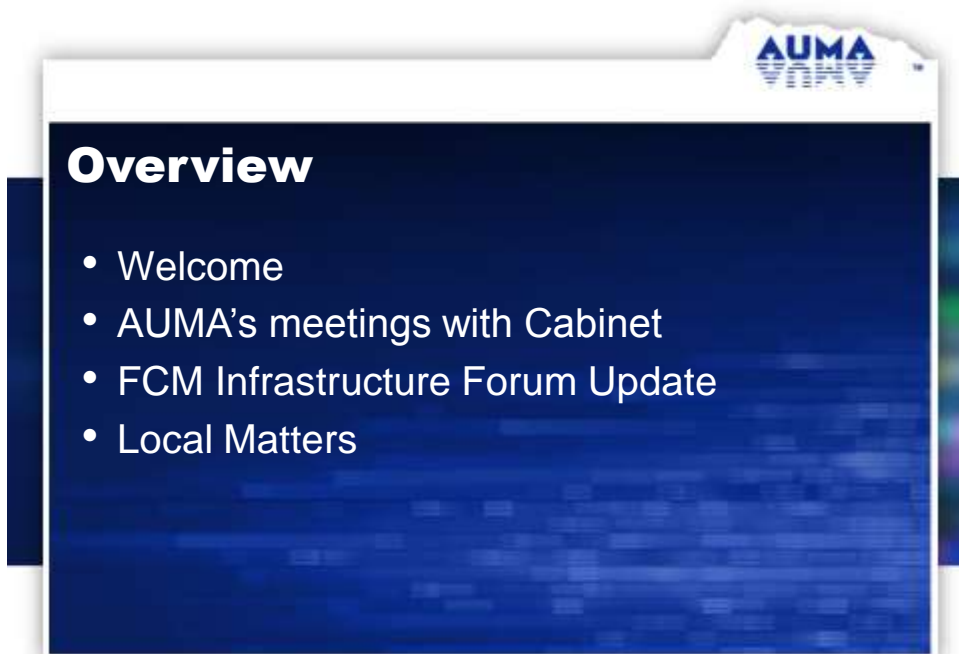 AUMA
Overview
• Welcome
• AUMA's meetings with Cabinet
• FCM Infrastructure Forum Update
• Local Matters